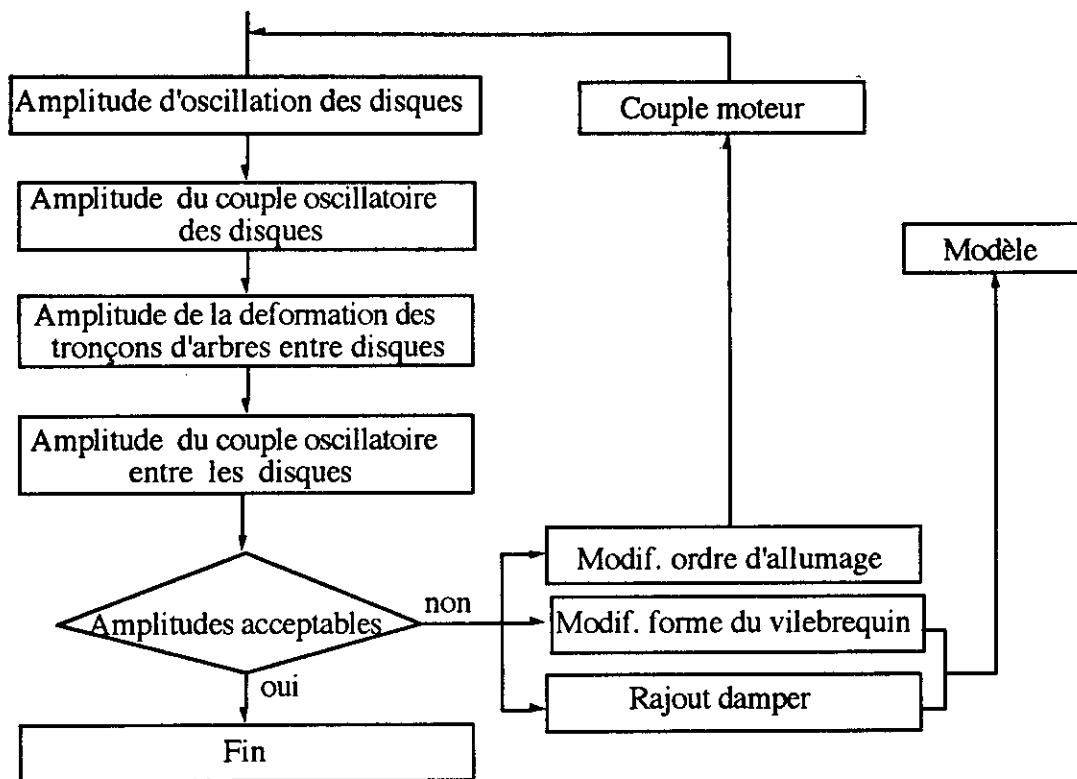 Amplitude d'oscillation des disques
Couple moteur
Amplitude du couple oscillatoire
des disques
Modèle
Amplitude de la deformation des
tronçons d'arbres entre disques
Amplitude du couple oscillatoire
entre les disques
Modif. ordre d'allumage
non
Modif. forme du vilebrequin
Amplitudes acceptables
oui
Rajout damper
Fin